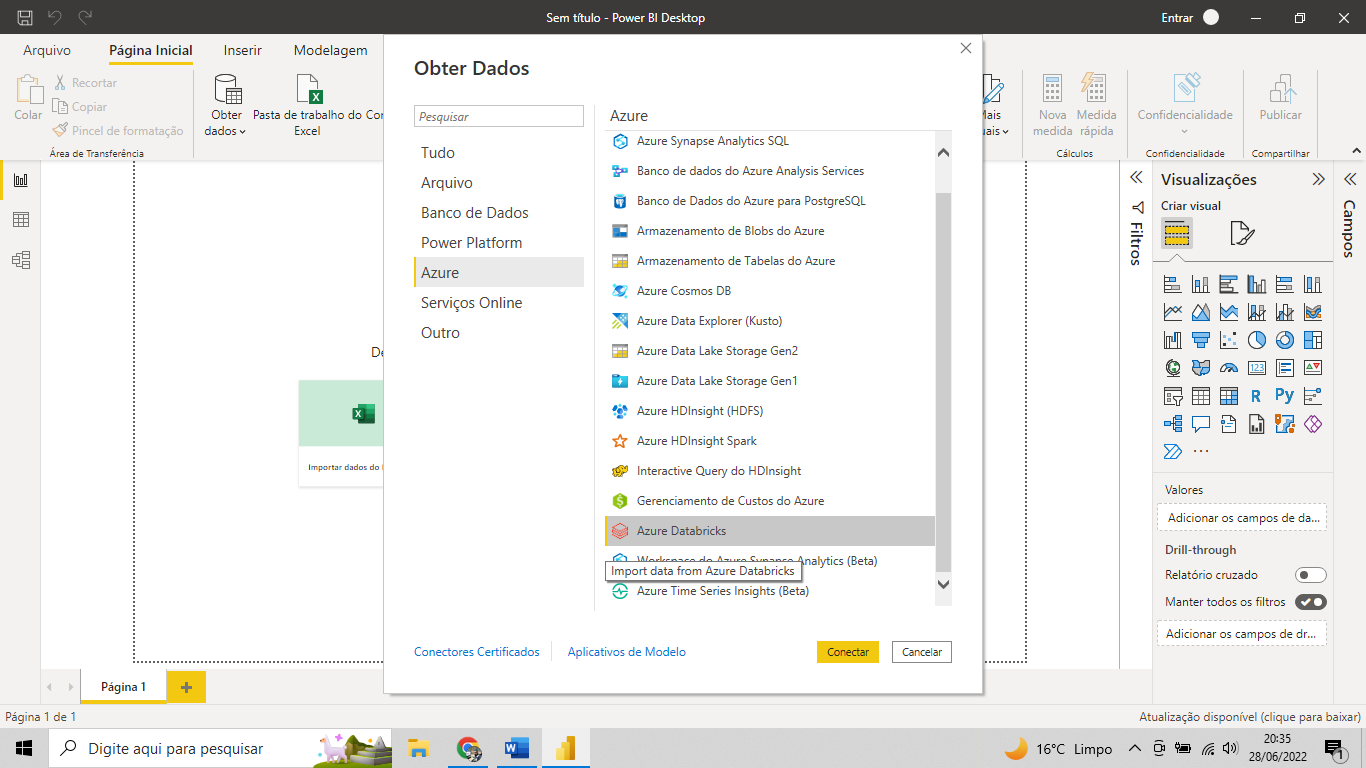 Sem título - Power BI Desktop
Entrar
Arquivo
Página Inicial
Inserir
Modelagem
Colar
Recortar
Copiar
Pincel de formatação
Área de Transferência
Obter
dados
Pasta de trabalho do
Excel
Nova
medida
Medida
rápida
Cálculos
Confidencialidade
Confidencialidade
Publicar
Compartilhar
Obter Dados
Pesquisar
Tudo
Arquivo
Banco de Dados
Power Platform
Azure
Serviços Online
Outro
Azure
Azure Synapse Analytics SQL
Banco de dados do Azure Analysis Services
Banco de Dados do Azure para PostgreSQL
Armazenamento de Blobs do Azure
Armazenamento de Tabelas do Azure
Azure Cosmos DB
Azure Data Explorer (Kusto)
Azure Data Lake Storage Gen2
Azure Data Lake Storage Gen1
Azure HDInsight (HDFS)
Azure HDInsight Spark
Interactive Query do HDInsight
Gerenciamento de Custos do Azure
Azure Databricks
Workspace do Azure Synapse Analytics (Beta)
Import data from Azure Databricks
Azure Time Series Insights (Beta)
Conectores Certificados
Aplicativos de Modelo
Conectar
Cancelar
Importar dados do
Filtros
Visualizações
Criar visual
Campos
123
R
Py
Valores
Adicionar os campos de da...
Drill-through
Relatório cruzado
Manter todos os filtros
Adicionar os campos de dr...
Página 1
Página 1 de 1
Atualização disponível (clique para baixar)
Digite aqui para pesquisar
16°C Limpo
20:35
28/06/2022
1